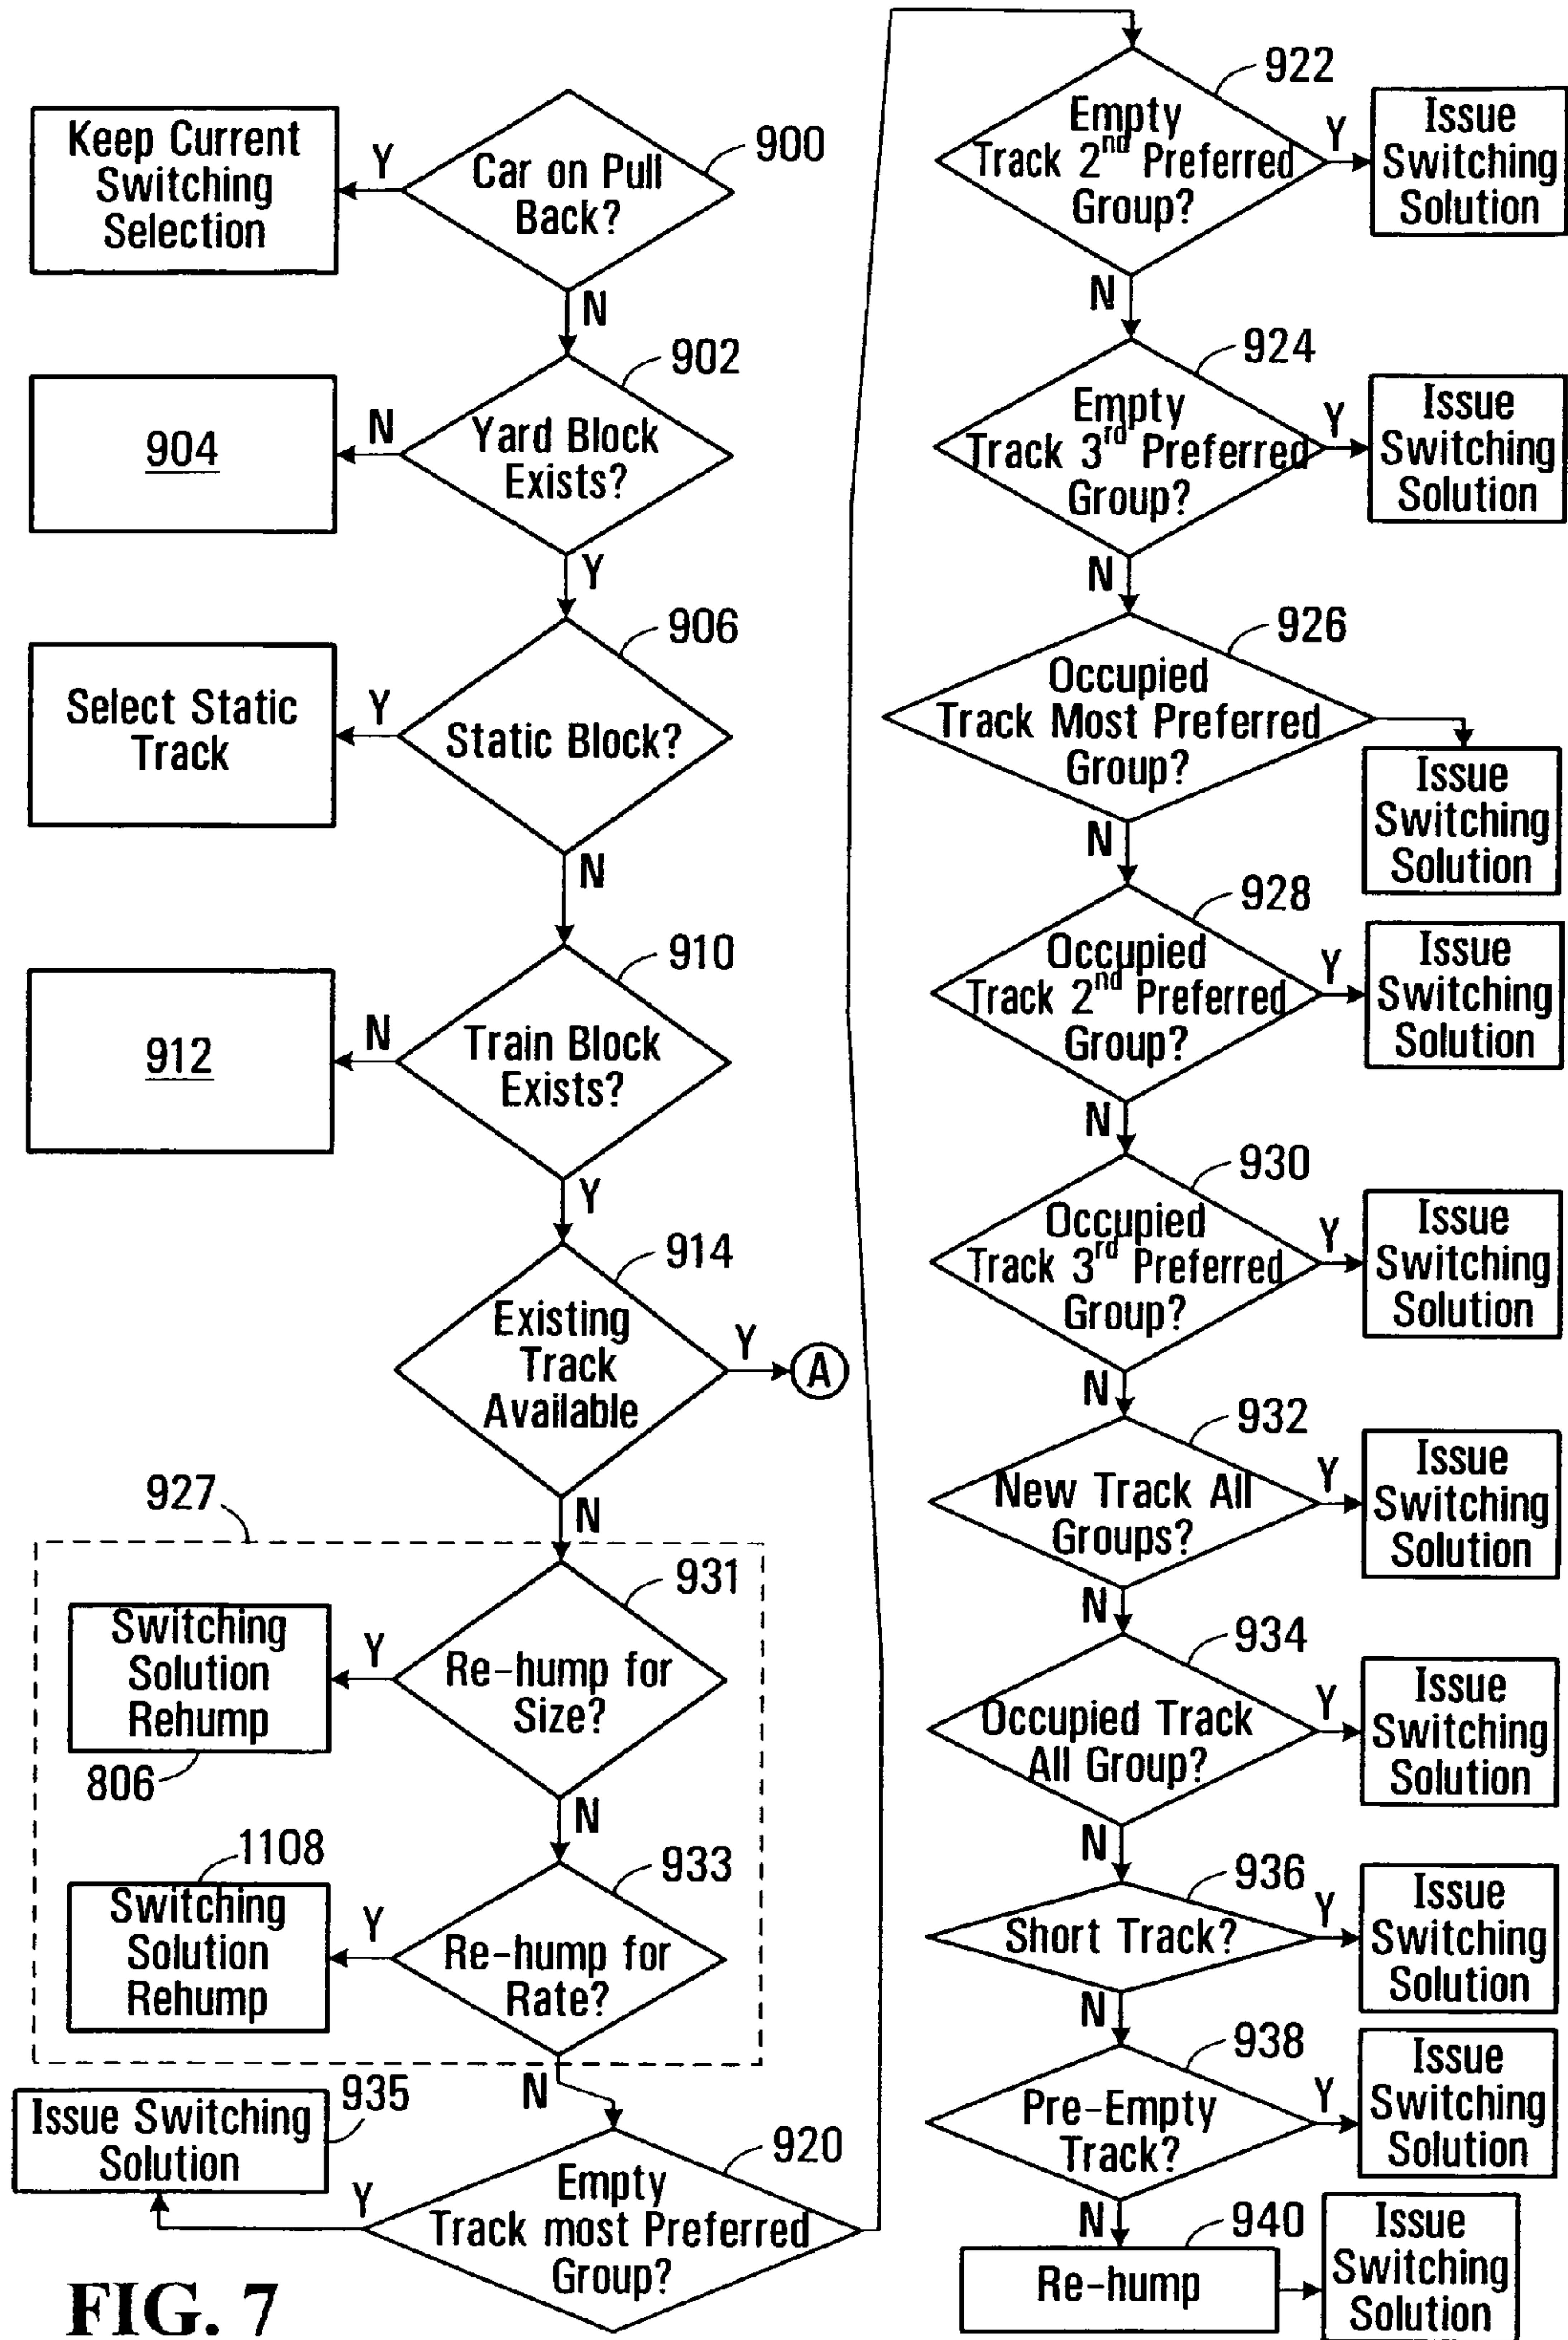 Keep Current
Switching
Selection
Y
Car on Pull
Back?
900
N
902
904
N
Yard Block
Exists?
Y
906
Select Static
Track
Y
Static Block?
N
910
912
N
Train Block
Exists?
Y
914
Existing
Track
Available
Y
A
N
927
931
Switching
Solution
Rehump
806
Y
Re-hump for
Size?
N
933
1108
Switching
Solution
Rehump
Y
Re-hump for
Rate?
N
935
Issue Switching
Solution
Y
920
Empty
Track most Preferred
Group?
922
Empty
Track 2nd Preferred
Group?
Y
Issue
Switching
Solution
N
924
Empty
Track 3rd Preferred
Group?
Y
Issue
Switching
Solution
N
926
Occupied
Track Most Preferred
Group?
Issue
Switching
Solution
N
928
Occupied
Track 2nd Preferred
Group?
Y
Issue
Switching
Solution
N
930
Occupied
Track 3rd Preferred
Group?
Y
Issue
Switching
Solution
N
932
New Track All
Groups?
Y
Issue
Switching
Solution
N
934
Occupied Track
All Group?
Y
Issue
Switching
Solution
N
936
Short Track?
Y
Issue
Switching
Solution
N
938
Pre-Empty
Track?
Y
Issue
Switching
Solution
N
940
Re-hump
Issue
Switching
Solution
FIG. 7